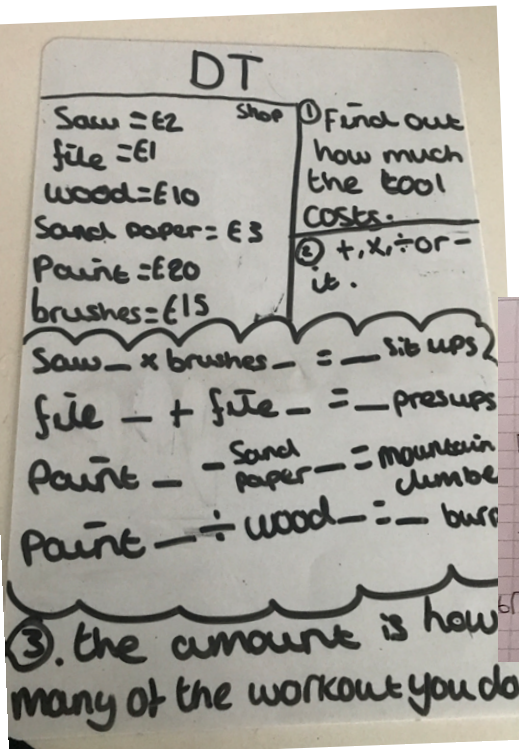 DT
Shop
Saw = £2
file = £1
wood = £10
Sand paper = £3
Paint = £20
brushes = £15
① Find out
how much
the tool
costs.
② +, x, ÷ or -
it.
Saw _ x brushes _ = _ sit ups
file _ + file _ = _ presups
Paint _ - Sand paper _ = mountain climbe
Paint _ ÷ wood _ = _ burp
③. the amount is how
many of the workout you do